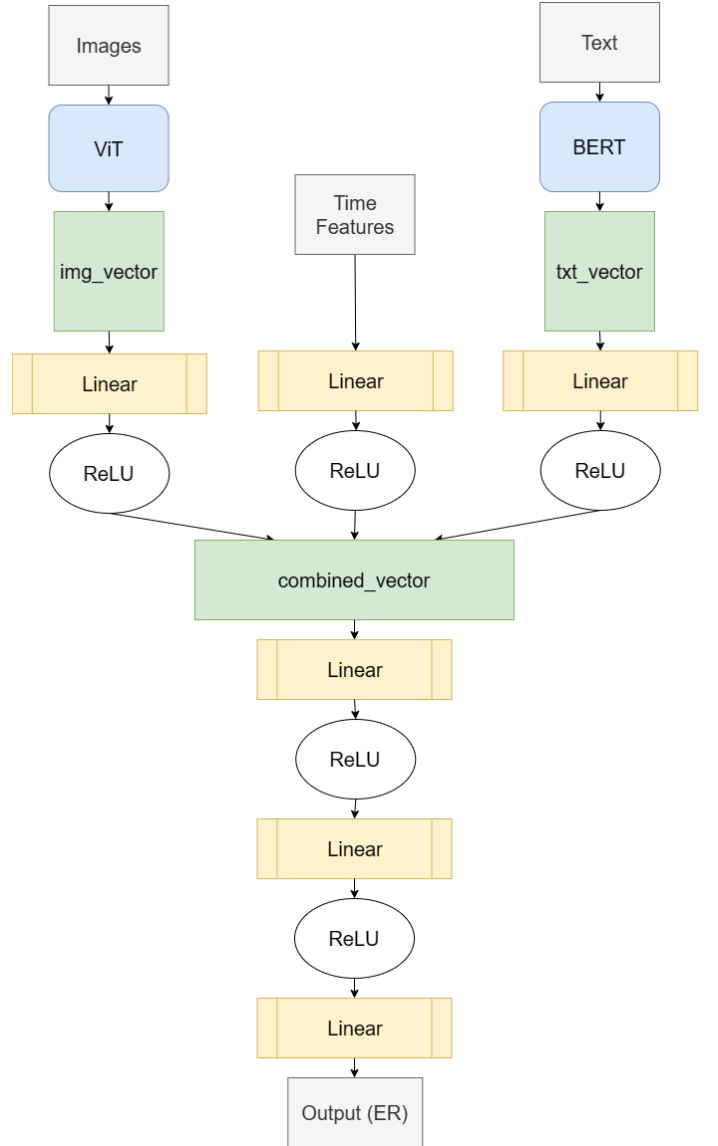 Images
Text
ViT
BERT
Time
Features
img_vector
txt_vector
Linear
Linear
Linear
ReLU
ReLU
ReLU
combined_vector
Linear
ReLU
Linear
ReLU
Linear
Output (ER)